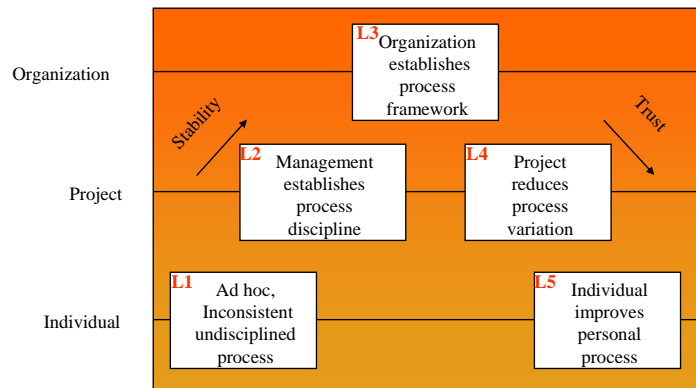 L3
Organization
establishes
process
framework
Organization
Stability
Trust
L2
Management
establishes
process
discipline
L4
Project
reduces
process
variation
Project
L1
Ad hoc,
Inconsistent
undisciplined
process
L5
Individual
improves
personal
process
Individual